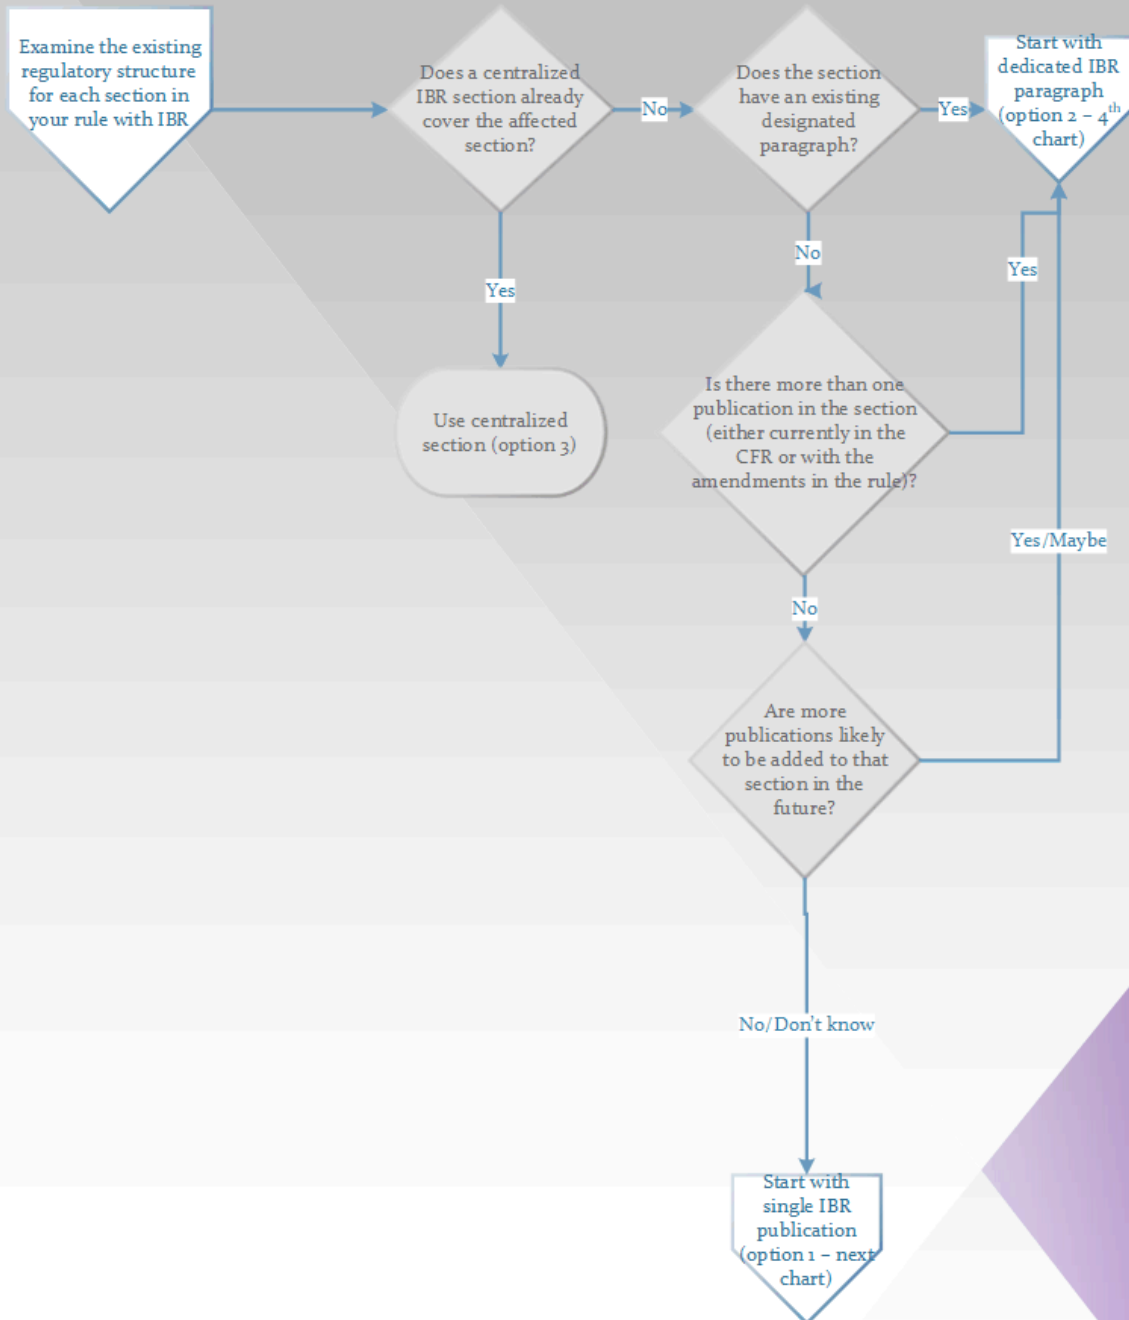 Examine the existing
regulatory structure
for each section in
your rule with IBR
Does a centralized
IBR section already
cover the affected
section?
No
Does the section
have an existing
designated
paragraph?
Yes
Start with
dedicated IBR
paragraph
(option 2 – 4th
chart)
Yes
No
Yes
Use centralized
section (option 3)
Is there more than one
publication in the section
(either currently in the
CFR or with the
amendments in the rule)?
Yes/Maybe
No
Are more
publications likely
to be added to that
section in the
future?
No/Don't know
Start with
single IBR
publication
(option 1 – next
chart)